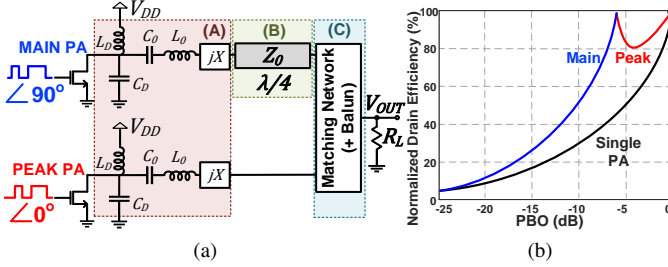 (A)
(B)
(C)
V_DD
MAIN PA
L_D
C_0
L_0
jX
Z_0
∠90°
C_D
λ/4
Matching Network
(+ Balun)
V_OUT
R_L
V_DD
PEAK PA
L_D
C_0
L_0
jX
∠0°
C_D
(a)
Normalized Drain Efficiency (%)
100
80
60
40
20
0
Main
Peak
Single
PA
-25
-20
-15
-10
-5
0
PBO (dB)
(b)